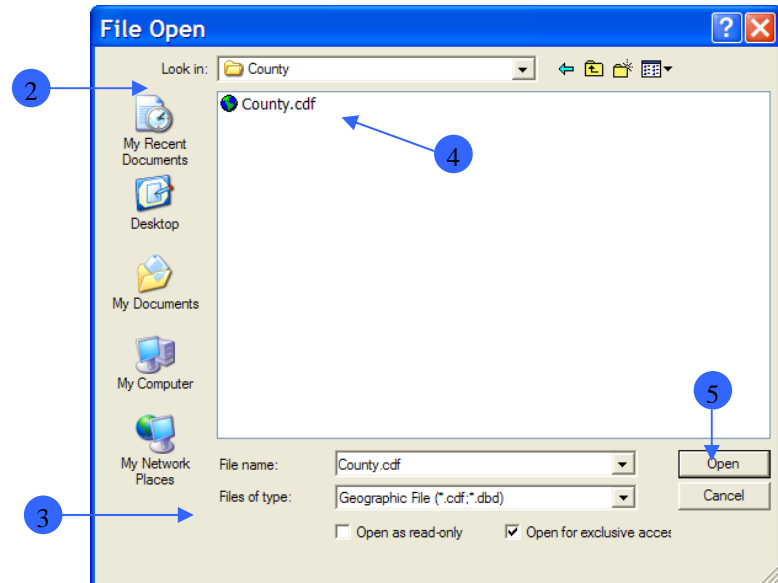 File Open
Look in: County
2
County.cdf
4
My Recent
Documents
Desktop
My Documents
My Computer
My Network
Places
5
File name: County.cdf Open
Files of type: Geographic File (*.cdf;*.dbd) Cancel
3
Open as read-only Open for exclusive acces